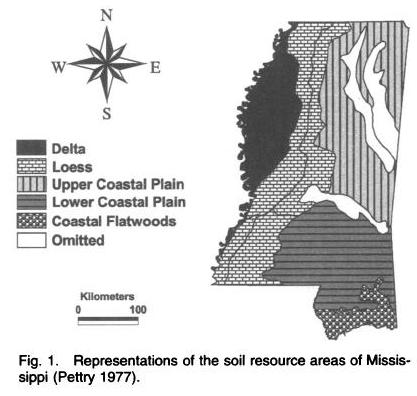 N
W E
S
Delta
Loess
Upper Coastal Plain
Lower Coastal Plain
Coastal Flatwoods
Omitted
Kilometers
0 100
Fig. 1. Representations of the soil resource areas of Missis-
sippi (Pettry 1977).